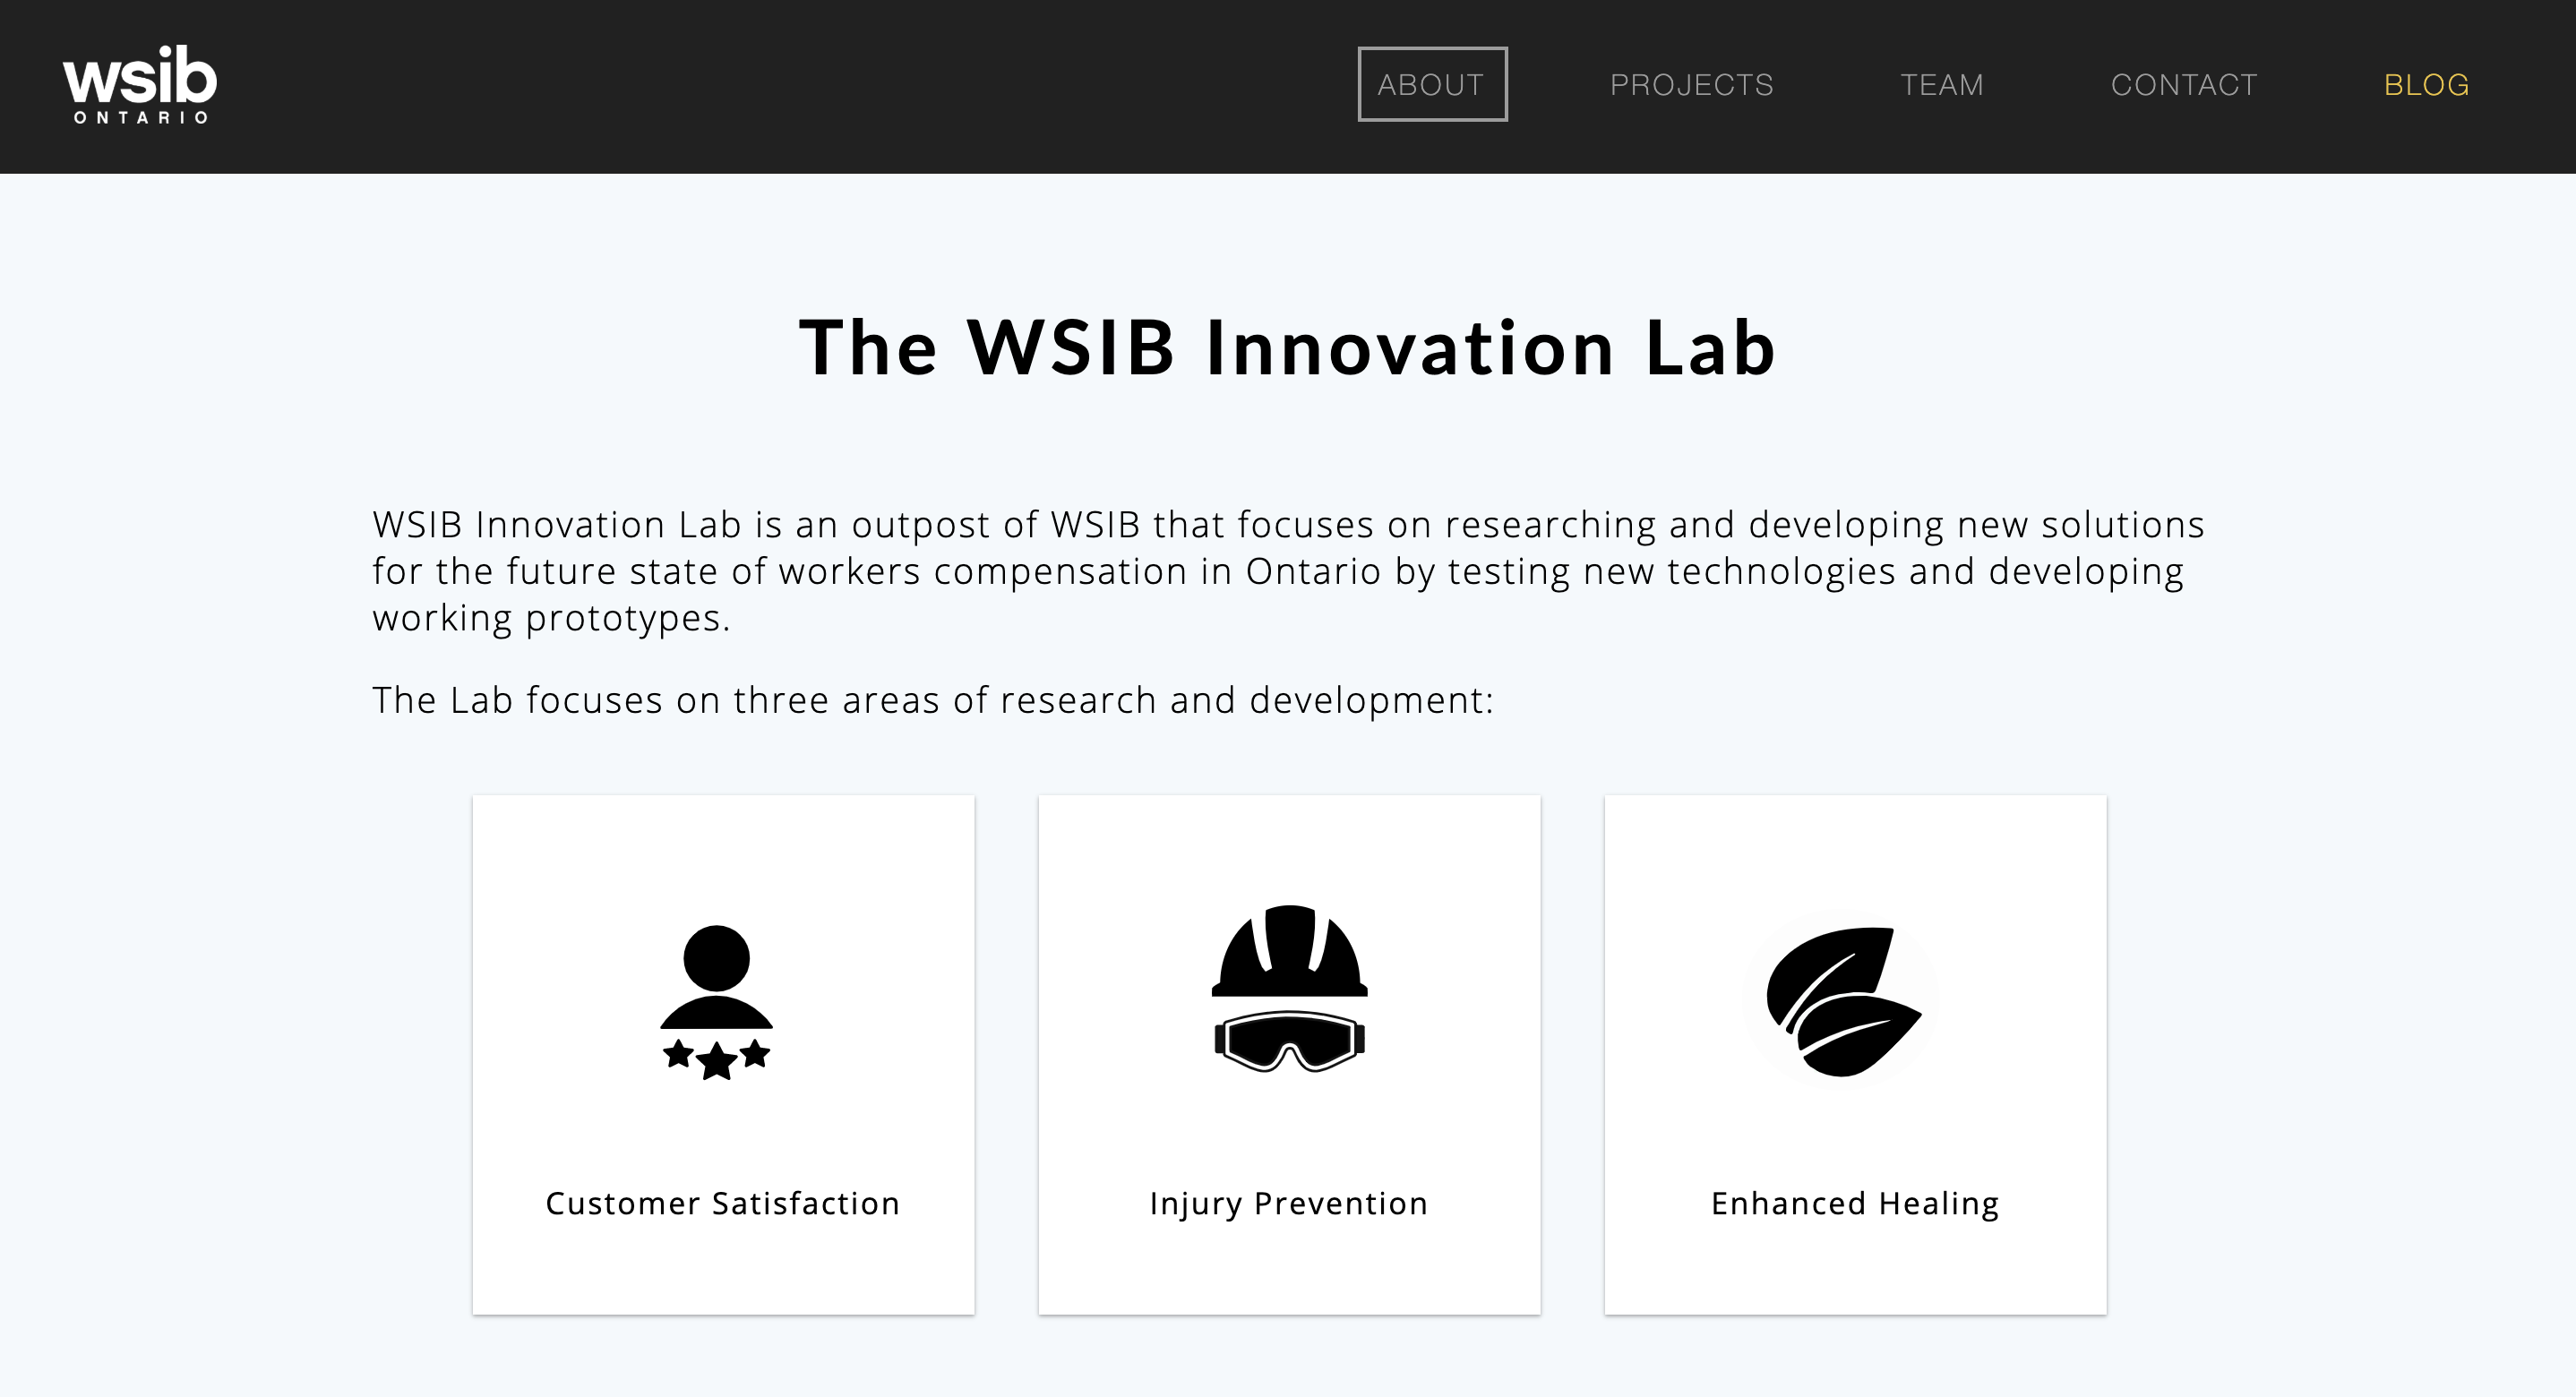 wsib
ONTARIO
ABOUT
PROJECTS
TEAM
CONTACT
BLOG
The WSIB Innovation Lab
WSIB Innovation Lab is an outpost of WSIB that focuses on researching and developing new solutions
for the future state of workers compensation in Ontario by testing new technologies and developing
working prototypes.
The Lab focuses on three areas of research and development:
Customer Satisfaction
Injury Prevention
Enhanced Healing